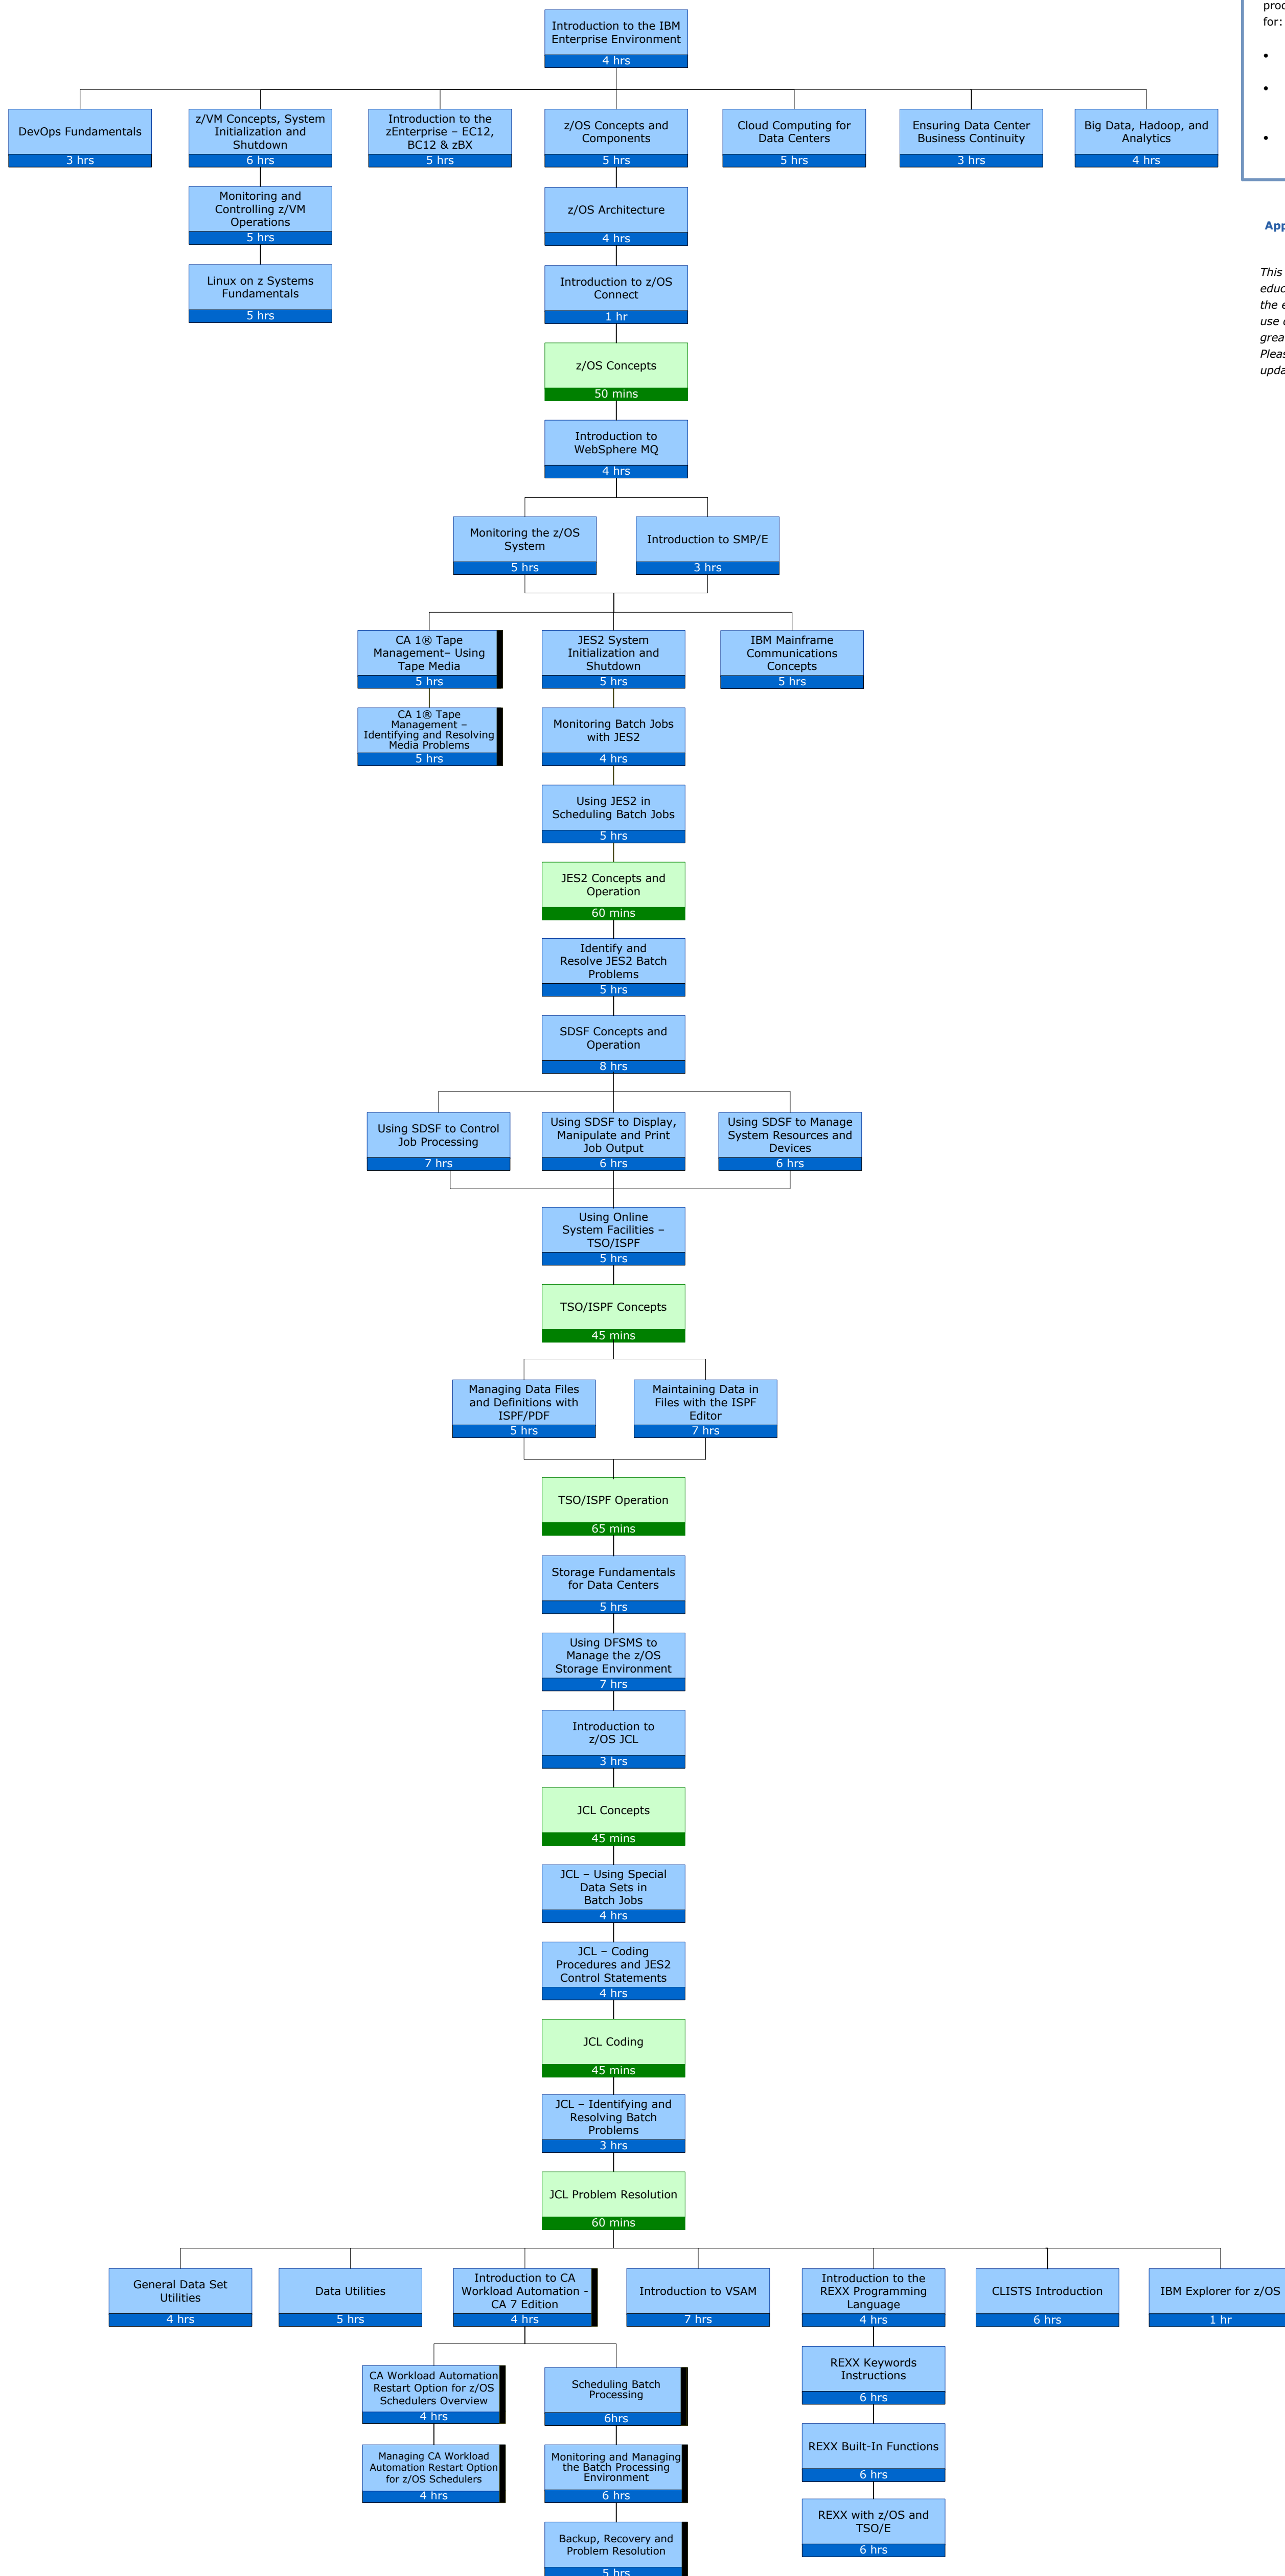 Introduction to the IBM
Enterprise Environment
4 hrs
prod
for:
•
•
•
DevOps Fundamentals
3 hrs
z/VM Concepts, System
Initialization and
Shutdown
6 hrs
Introduction to the
zEnterprise – EC12,
BC12 & zBX
5 hrs
z/OS Concepts and
Components
5 hrs
Cloud Computing for
Data Centers
5 hrs
Ensuring Data Center
Business Continuity
3 hrs
Big Data, Hadoop, and
Analytics
4 hrs
Monitoring and
Controlling z/VM
Operations
5 hrs
z/OS Architecture
4 hrs
App
Linux on z Systems
Fundamentals
5 hrs
Introduction to z/OS
Connect
1 hr
This
educ
the e
use o
grea
Pleas
upda
z/OS Concepts
50 mins
Introduction to
WebSphere MQ
4 hrs
Monitoring the z/OS
System
5 hrs
Introduction to SMP/E
3 hrs
CA 1® Tape
Management– Using
Tape Media
5 hrs
JES2 System
Initialization and
Shutdown
5 hrs
IBM Mainframe
Communications
Concepts
5 hrs
CA 1® Tape
Management –
Identifying and Resolving
Media Problems
5 hrs
Monitoring Batch Jobs
with JES2
4 hrs
Using JES2 in
Scheduling Batch Jobs
5 hrs
JES2 Concepts and
Operation
60 mins
Identify and
Resolve JES2 Batch
Problems
5 hrs
SDSF Concepts and
Operation
8 hrs
Using SDSF to Control
Job Processing
7 hrs
Using SDSF to Display,
Manipulate and Print
Job Output
6 hrs
Using SDSF to Manage
System Resources and
Devices
6 hrs
Using Online
System Facilities –
TSO/ISPF
5 hrs
TSO/ISPF Concepts
45 mins
Managing Data Files
and Definitions with
ISPF/PDF
5 hrs
Maintaining Data in
Files with the ISPF
Editor
7 hrs
TSO/ISPF Operation
65 mins
Storage Fundamentals
for Data Centers
5 hrs
Using DFSMS to
Manage the z/OS
Storage Environment
7 hrs
Introduction to
z/OS JCL
3 hrs
JCL Concepts
45 mins
JCL – Using Special
Data Sets in
Batch Jobs
4 hrs
JCL – Coding
Procedures and JES2
Control Statements
4 hrs
JCL Coding
45 mins
JCL – Identifying and
Resolving Batch
Problems
3 hrs
JCL Problem Resolution
60 mins
General Data Set
Utilities
4 hrs
Data Utilities
5 hrs
Introduction to CA
Workload Automation -
CA 7 Edition
4 hrs
Introduction to VSAM
7 hrs
Introduction to the
REXX Programming
Language
4 hrs
CLISTS Introduction
6 hrs
IBM Explorer for z/OS
1 hr
CA Workload Automation
Restart Option for z/OS
Schedulers Overview
4 hrs
Scheduling Batch
Processing
6hrs
REXX Keywords
Instructions
6 hrs
Managing CA Workload
Automation Restart Option
for z/OS Schedulers
4 hrs
Monitoring and Managing
the Batch Processing
Environment
6 hrs
REXX Built-In Functions
6 hrs
Backup, Recovery and
Problem Resolution
5 hrs
REXX with z/OS and
TSO/E
6 hrs